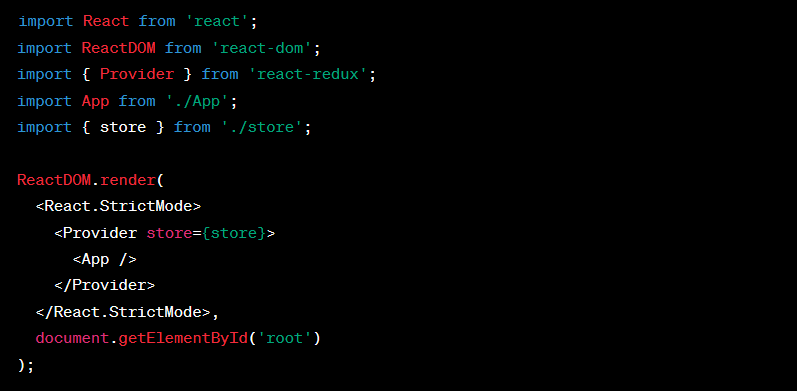 import React from 'react';
import ReactDOM from 'react-dom';
import { Provider } from 'react-redux';
import App from './App';
import { store } from './store';

ReactDOM.render(
  <React.StrictMode>
    <Provider store={store}>
      <App />
    </Provider>
  </React.StrictMode>,
  document.getElementById('root')
);